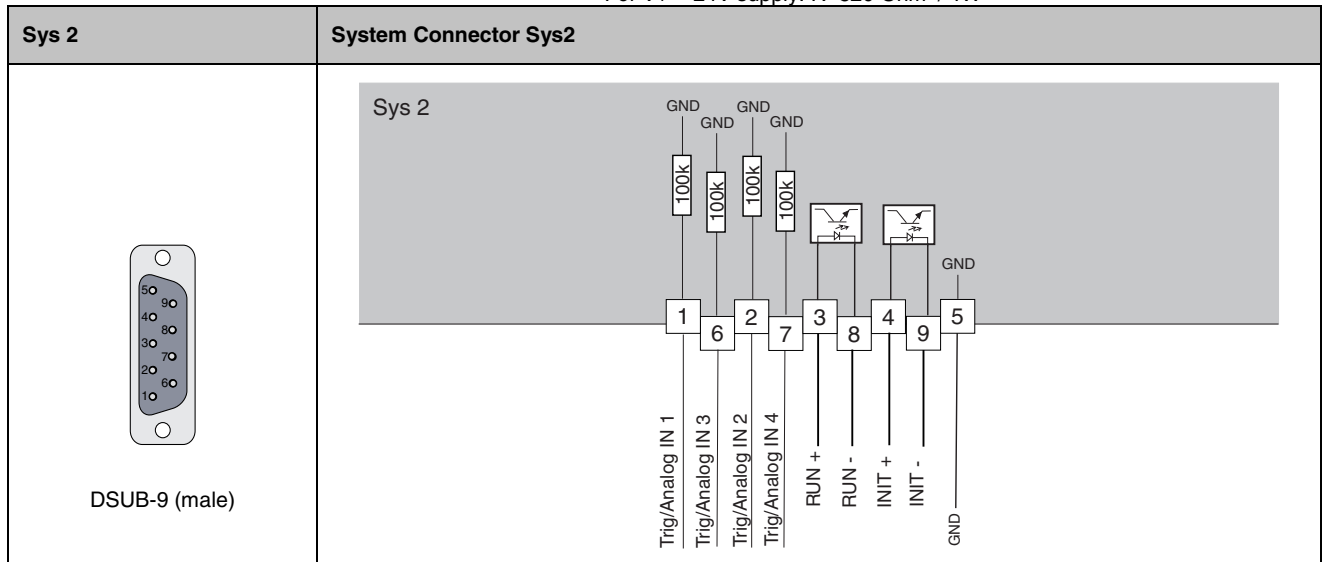 Sys 2
System Connector Sys2
Sys 2
GND
GND
GND
GND
100k
100k
100k
100k
GND
5
9
4
8
3
7
2
6
1
1
6
2
7
3
8
4
9
5
Trig/Analog IN 1
Trig/Analog IN 3
Trig/Analog IN 2
Trig/Analog IN 4
RUN +
RUN -
INIT +
INIT -
GND
DSUB-9 (male)